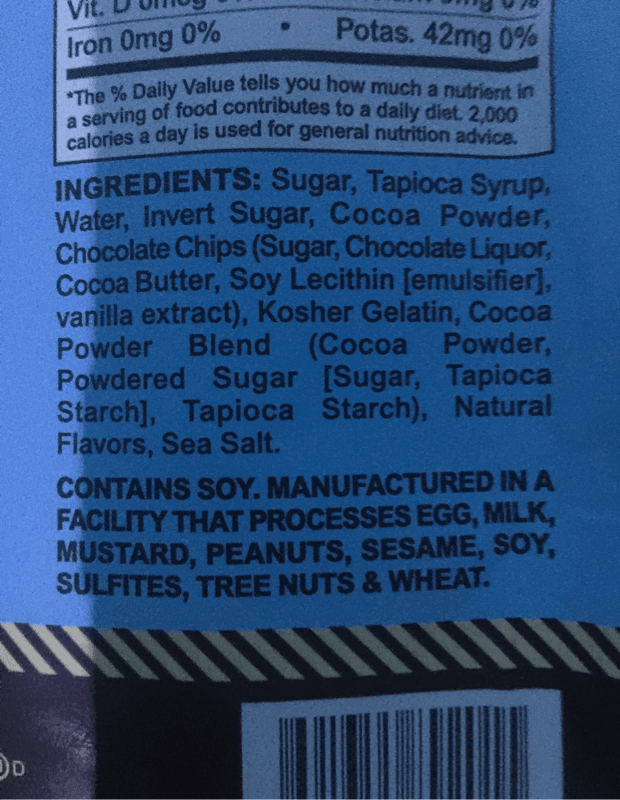 Vit. D
Iron 0mg 0% • Potas. 42mg 0%
*The % Daily Value tells you how much a nutrient in
a serving of food contributes to a daily diet. 2,000
calories a day is used for general nutrition advice.
INGREDIENTS: Sugar, Tapioca Syrup,
Water, Invert Sugar, Cocoa Powder,
Chocolate Chips (Sugar, Chocolate Liquor,
Cocoa Butter, Soy Lecithin [emulsifier],
vanilla extract), Kosher Gelatin, Cocoa
Powder Blend (Cocoa Powder,
Powdered Sugar [Sugar, Tapioca
Starch], Tapioca Starch), Natural
Flavors, Sea Salt.
CONTAINS SOY. MANUFACTURED IN A
FACILITY THAT PROCESSES EGG, MILK,
MUSTARD, PEANUTS, SESAME, SOY,
SULFITES, TREE NUTS & WHEAT.
D